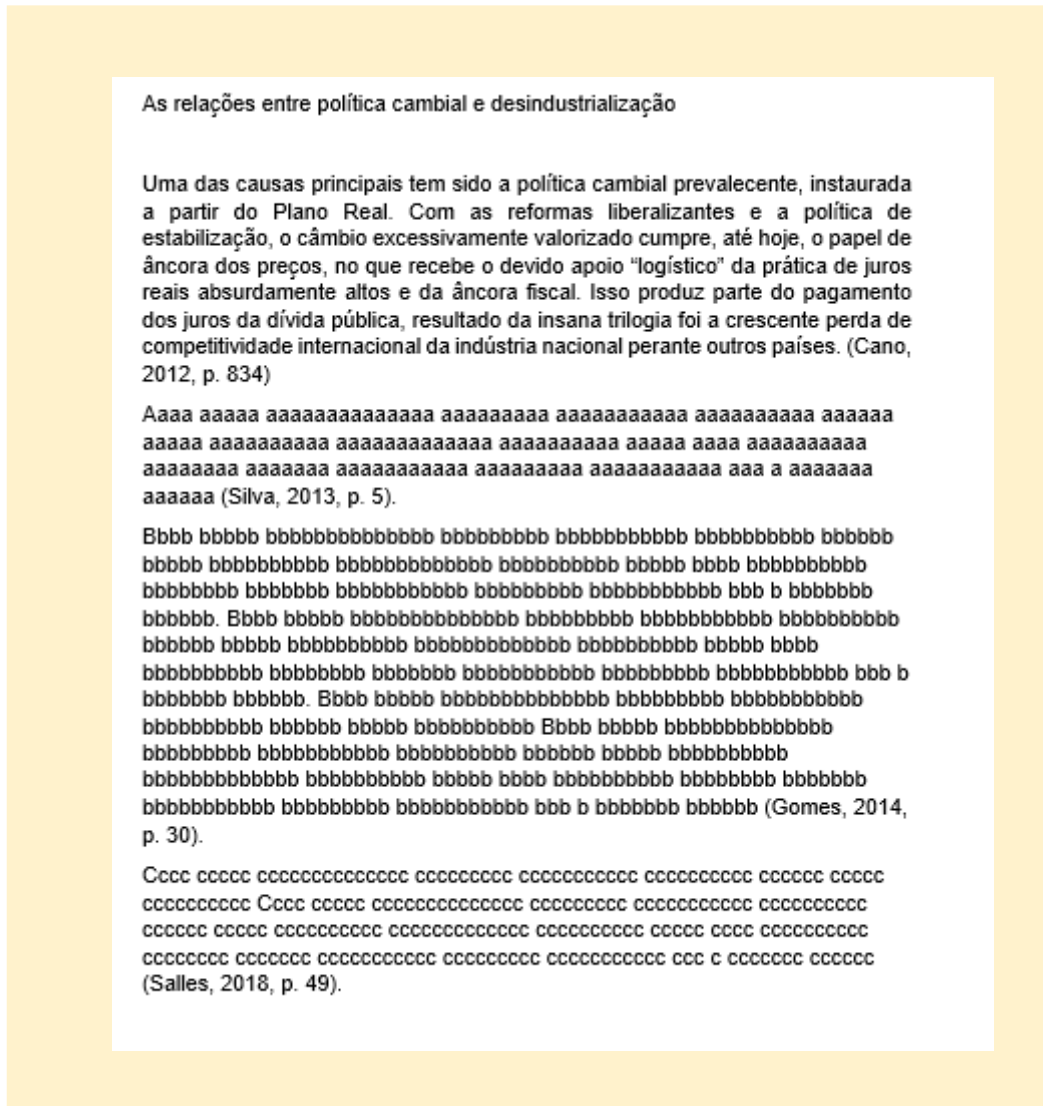 As relações entre política cambial e desindustrialização
Uma das causas principais tem sido a política cambial prevalecente, instaurada
a partir do Plano Real. Com as reformas liberalizantes e a política de
estabilização, o câmbio excessivamente valorizado cumpre, até hoje, o papel de
âncora dos preços, no que recebe o devido apoio “logístico” da prática de juros
reais absurdamente altos e da âncora fiscal. Isso produz parte do pagamento
dos juros da dívida pública, resultado da insana trilogia foi a crescente perda de
competitividade internacional da indústria nacional perante outros países. (Cano,
2012, p. 834)
Aaaa aaaaa aaaaaaaaaaaaaa aaaaaaaaa aaaaaaaaaaa aaaaaaaaaa aaaaaa
aaaaa aaaaaaaaaa aaaaaaaaaaaaa aaaaaaaaaa aaaaa aaaa aaaaaaaaaa
aaaaaaaa aaaaaaa aaaaaaaaaaa aaaaaaaaa aaaaaaaaaaa aaa a aaaaaaa
aaaaaa (Silva, 2013, p. 5).
Bbbb bbbbb bbbbbbbbbbbbbb bbbbbbbbb bbbbbbbbbbb bbbbbbbbbb bbbbbb
bbbbb bbbbbbbbbb bbbbbbbbbbbbb bbbbbbbbbb bbbbb bbbb bbbbbbbbbb
bbbbbbbb bbbbbbb bbbbbbbbbbb bbbbbbbbb bbbbbbbbbbb bbb b bbbbbbb
bbbbbb. Bbbb bbbbb bbbbbbbbbbbbbb bbbbbbbbb bbbbbbbbbbb bbbbbbbbbb
bbbbbb bbbbb bbbbbbbbbb bbbbbbbbbbbbb bbbbbbbbbb bbbbb bbbb
bbbbbbbbbb bbbbbbbb bbbbbbb bbbbbbbbbbb bbbbbbbbb bbbbbbbbbbb bbb b
bbbbbbb bbbbbb. Bbbb bbbbb bbbbbbbbbbbbbb bbbbbbbbb bbbbbbbbbbb
bbbbbbbbbb bbbbbb bbbbb bbbbbbbbbb Bbbb bbbbb bbbbbbbbbbbbbb
bbbbbbbbb bbbbbbbbbbb bbbbbbbbbb bbbbbb bbbbb bbbbbbbbbb
bbbbbbbbbbbbb bbbbbbbbbb bbbbb bbbb bbbbbbbbbb bbbbbbbb bbbbbbb
bbbbbbbbbbb bbbbbbbbb bbbbbbbbbbb bbb b bbbbbbb bbbbbb (Gomes, 2014,
p. 30).
Cccc ccccc cccccccccccccc ccccccccc ccccccccccc cccccccccc cccccc ccccc
cccccccccc Cccc ccccc cccccccccccccc ccccccccc ccccccccccc cccccccccc
cccccc ccccc cccccccccc ccccccccccccc cccccccccc ccccc cccc cccccccccc
cccccccc ccccccc ccccccccccc ccccccccc ccccccccccc ccc c ccccccc cccccc
(Salles, 2018, p. 49).